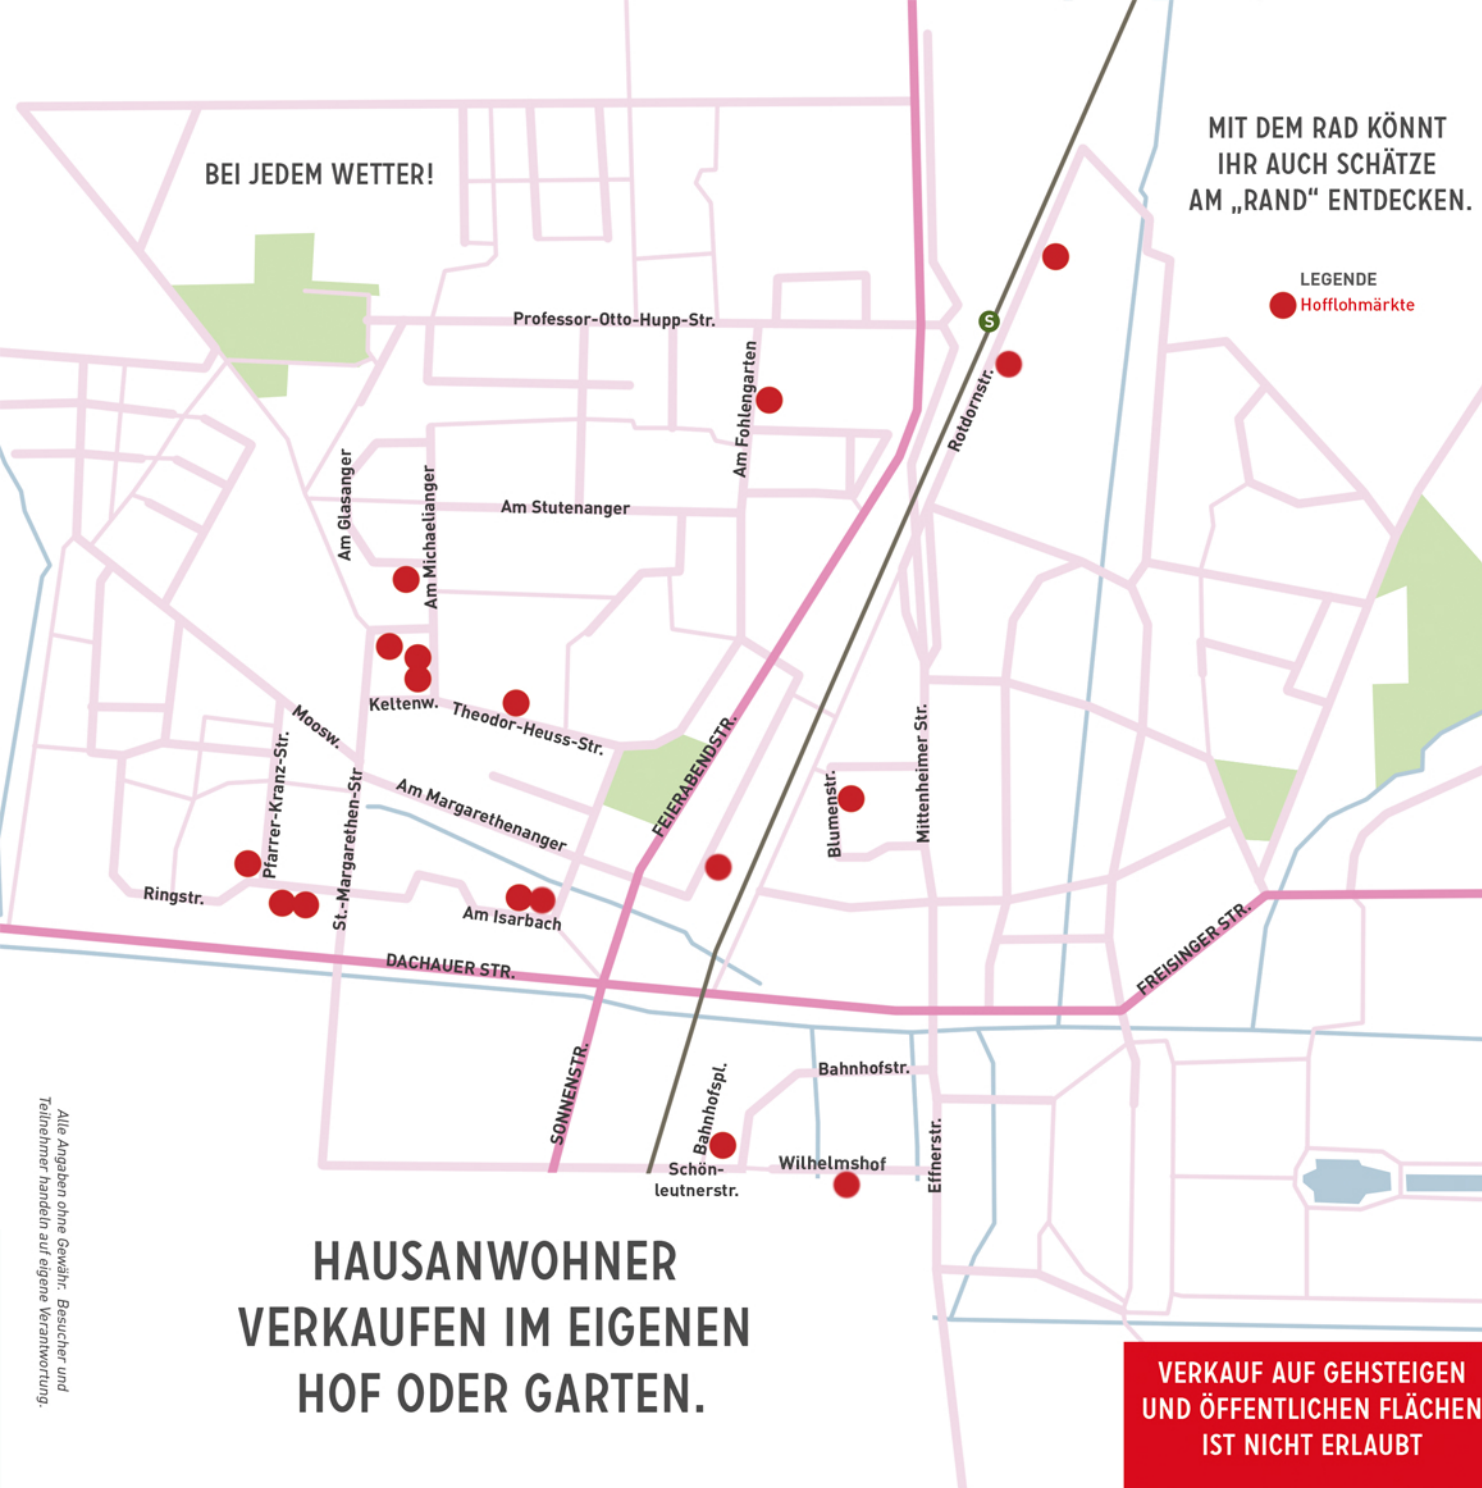 BEI JEDEM WETTER!
MIT DEM RAD KÖNNT
IHR AUCH SCHÄTZE
AM „RAND“ ENTDECKEN.
LEGENDE
Hofflohmärkte
Professor-Otto-Hupp-Str.
S
Am Fohlengarten
Rotdornstr.
Am Glasanger
Am Michaelianger
Am Stutenanger
Keltenw.
Theodor-Heuss-Str.
Moosw.
Pfarrer-Kranz-Str.
St.-Margarethen-Str
Am Margarethenanger
FEIERABENDSTR.
Blumenstr.
Mittenheimer Str.
Ringstr.
Am Isarbach
DACHAUER STR.
FREISINGER STR.
SONNENSTR.
Bahnhofspl.
Bahnhofstr.
Schön-
leutnerstr.
Wilhelmshof
Effnerstr.
Alle Angaben ohne Gewähr. Besucher und
Teilnehmer handeln auf eigene Verantwortung.
HAUSANWOHNER
VERKAUFEN IM EIGENEN
HOF ODER GARTEN.
VERKAUF AUF GEHSTEIGEN
UND ÖFFENTLICHEN FLÄCHEN
IST NICHT ERLAUBT